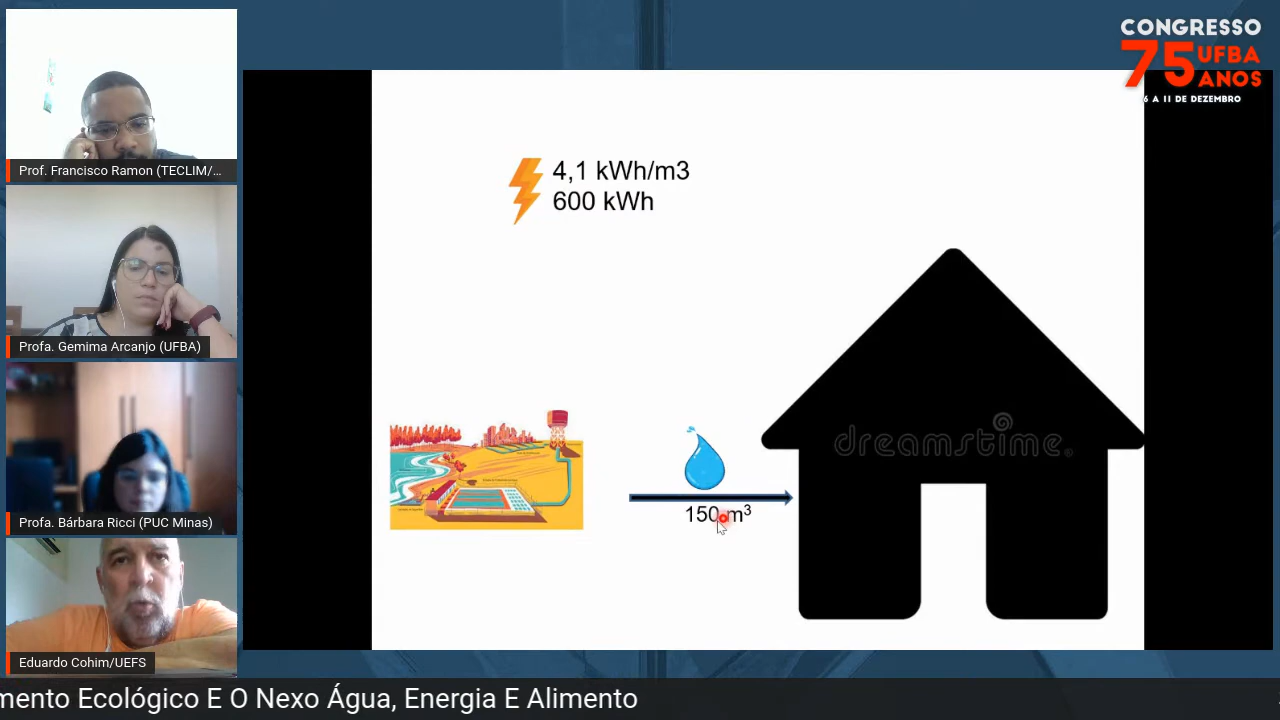 CONGRESSO
75 UFBA
ANOS
6 A 11 DE DEZEMBRO
Prof. Francisco Ramon (TECLIM/...
Profa. Gemima Arcanjo (UFBA)
Profa. Bárbara Ricci (PUC Minas)
Eduardo Cohim/UEFS
4,1 kWh/m3
600 kWh
150 m³
dreamstime®
mento Ecológico E O Nexo Água, Energia E Alimento